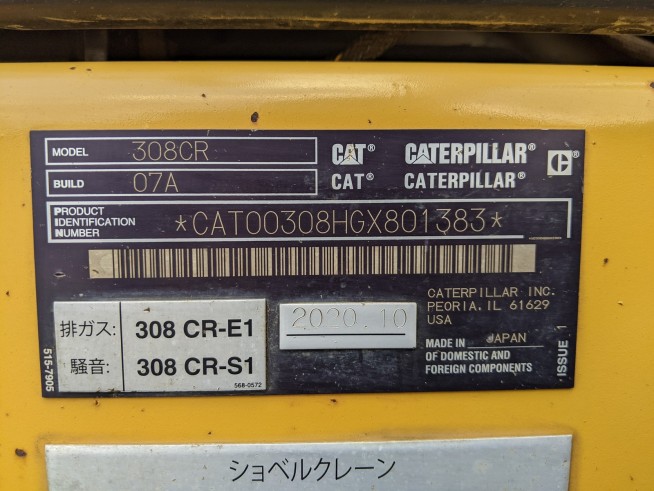 MODEL 308CR CAT® CATERPILLAR® C
BUILD 07A CAT® CATERPILLAR®
PRODUCT
IDENTIFICATION
NUMBER
*CAT00308HGX801383*
CATERPILLAR INC.
PEORIA, IL 61629
USA
排ガス: 308 CR-E1
騒音: 308 CR-S1
568-0572
2020.10
MADE IN JAPAN
OF DOMESTIC AND
FOREIGN COMPONENTS
515-7905
ISSUE 1
ショベルクレーン